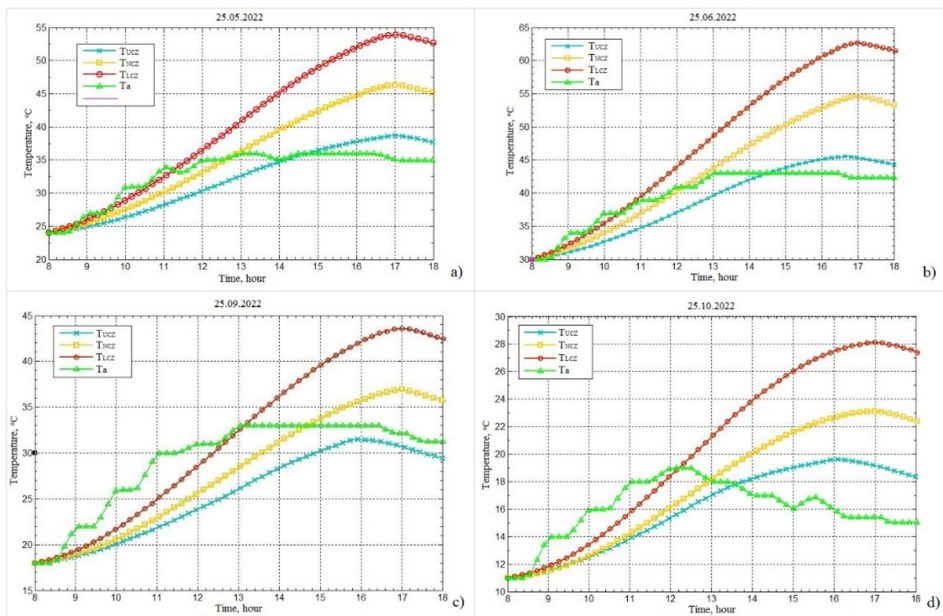 25.05.2022
55
50
45
40
35
30
25
20
Temperature, °C
TUCZ
TNCZ
TLCZ
Ta
8 9 10 11 12 13 14 15 16 17 18
Time, hour
a)
25.06.2022
65
60
55
50
45
40
35
30
Temperature, °C
TUCZ
TNCZ
TLCZ
Ta
8 9 10 11 12 13 14 15 16 17 18
Time, hour
b)
25.09.2022
45
40
35
30
25
20
15
Temperature, °C
TUCZ
TNCZ
TLCZ
Ta
8 9 10 11 12 13 14 15 16 17 18
Time, hour
c)
25.10.2022
30
28
26
24
22
20
18
16
14
12
10
Temperature, °C
TUCZ
TNCZ
TLCZ
Ta
8 9 10 11 12 13 14 15 16 17 18
Time, hour
d)